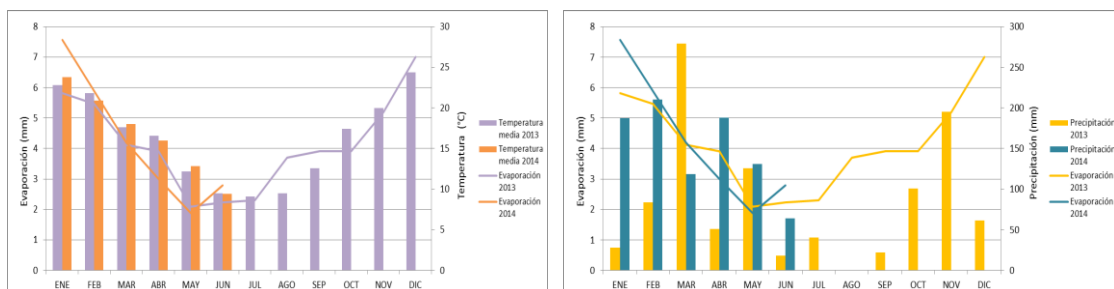 8
7
6
5
4
3
2
1
0
Evaporación (mm)
ENE FEB MAR ABR MAY JUN JUL AGO SEP OCT NOV DIC
30
25
20
15
10
5
0
Temperatura (°C)
Temperatura
media 2013
Temperatura
media 2014
Evaporación
2013
Evaporación
2014
8
7
6
5
4
3
2
1
0
Evaporación (mm)
ENE FEB MAR ABR MAY JUN JUL AGO SEP OCT NOV DIC
300
250
200
150
100
50
00
Precipitación (mm)
Precipitación
2013
Precipitación
2014
Evaporación
2013
Evaporación
2014